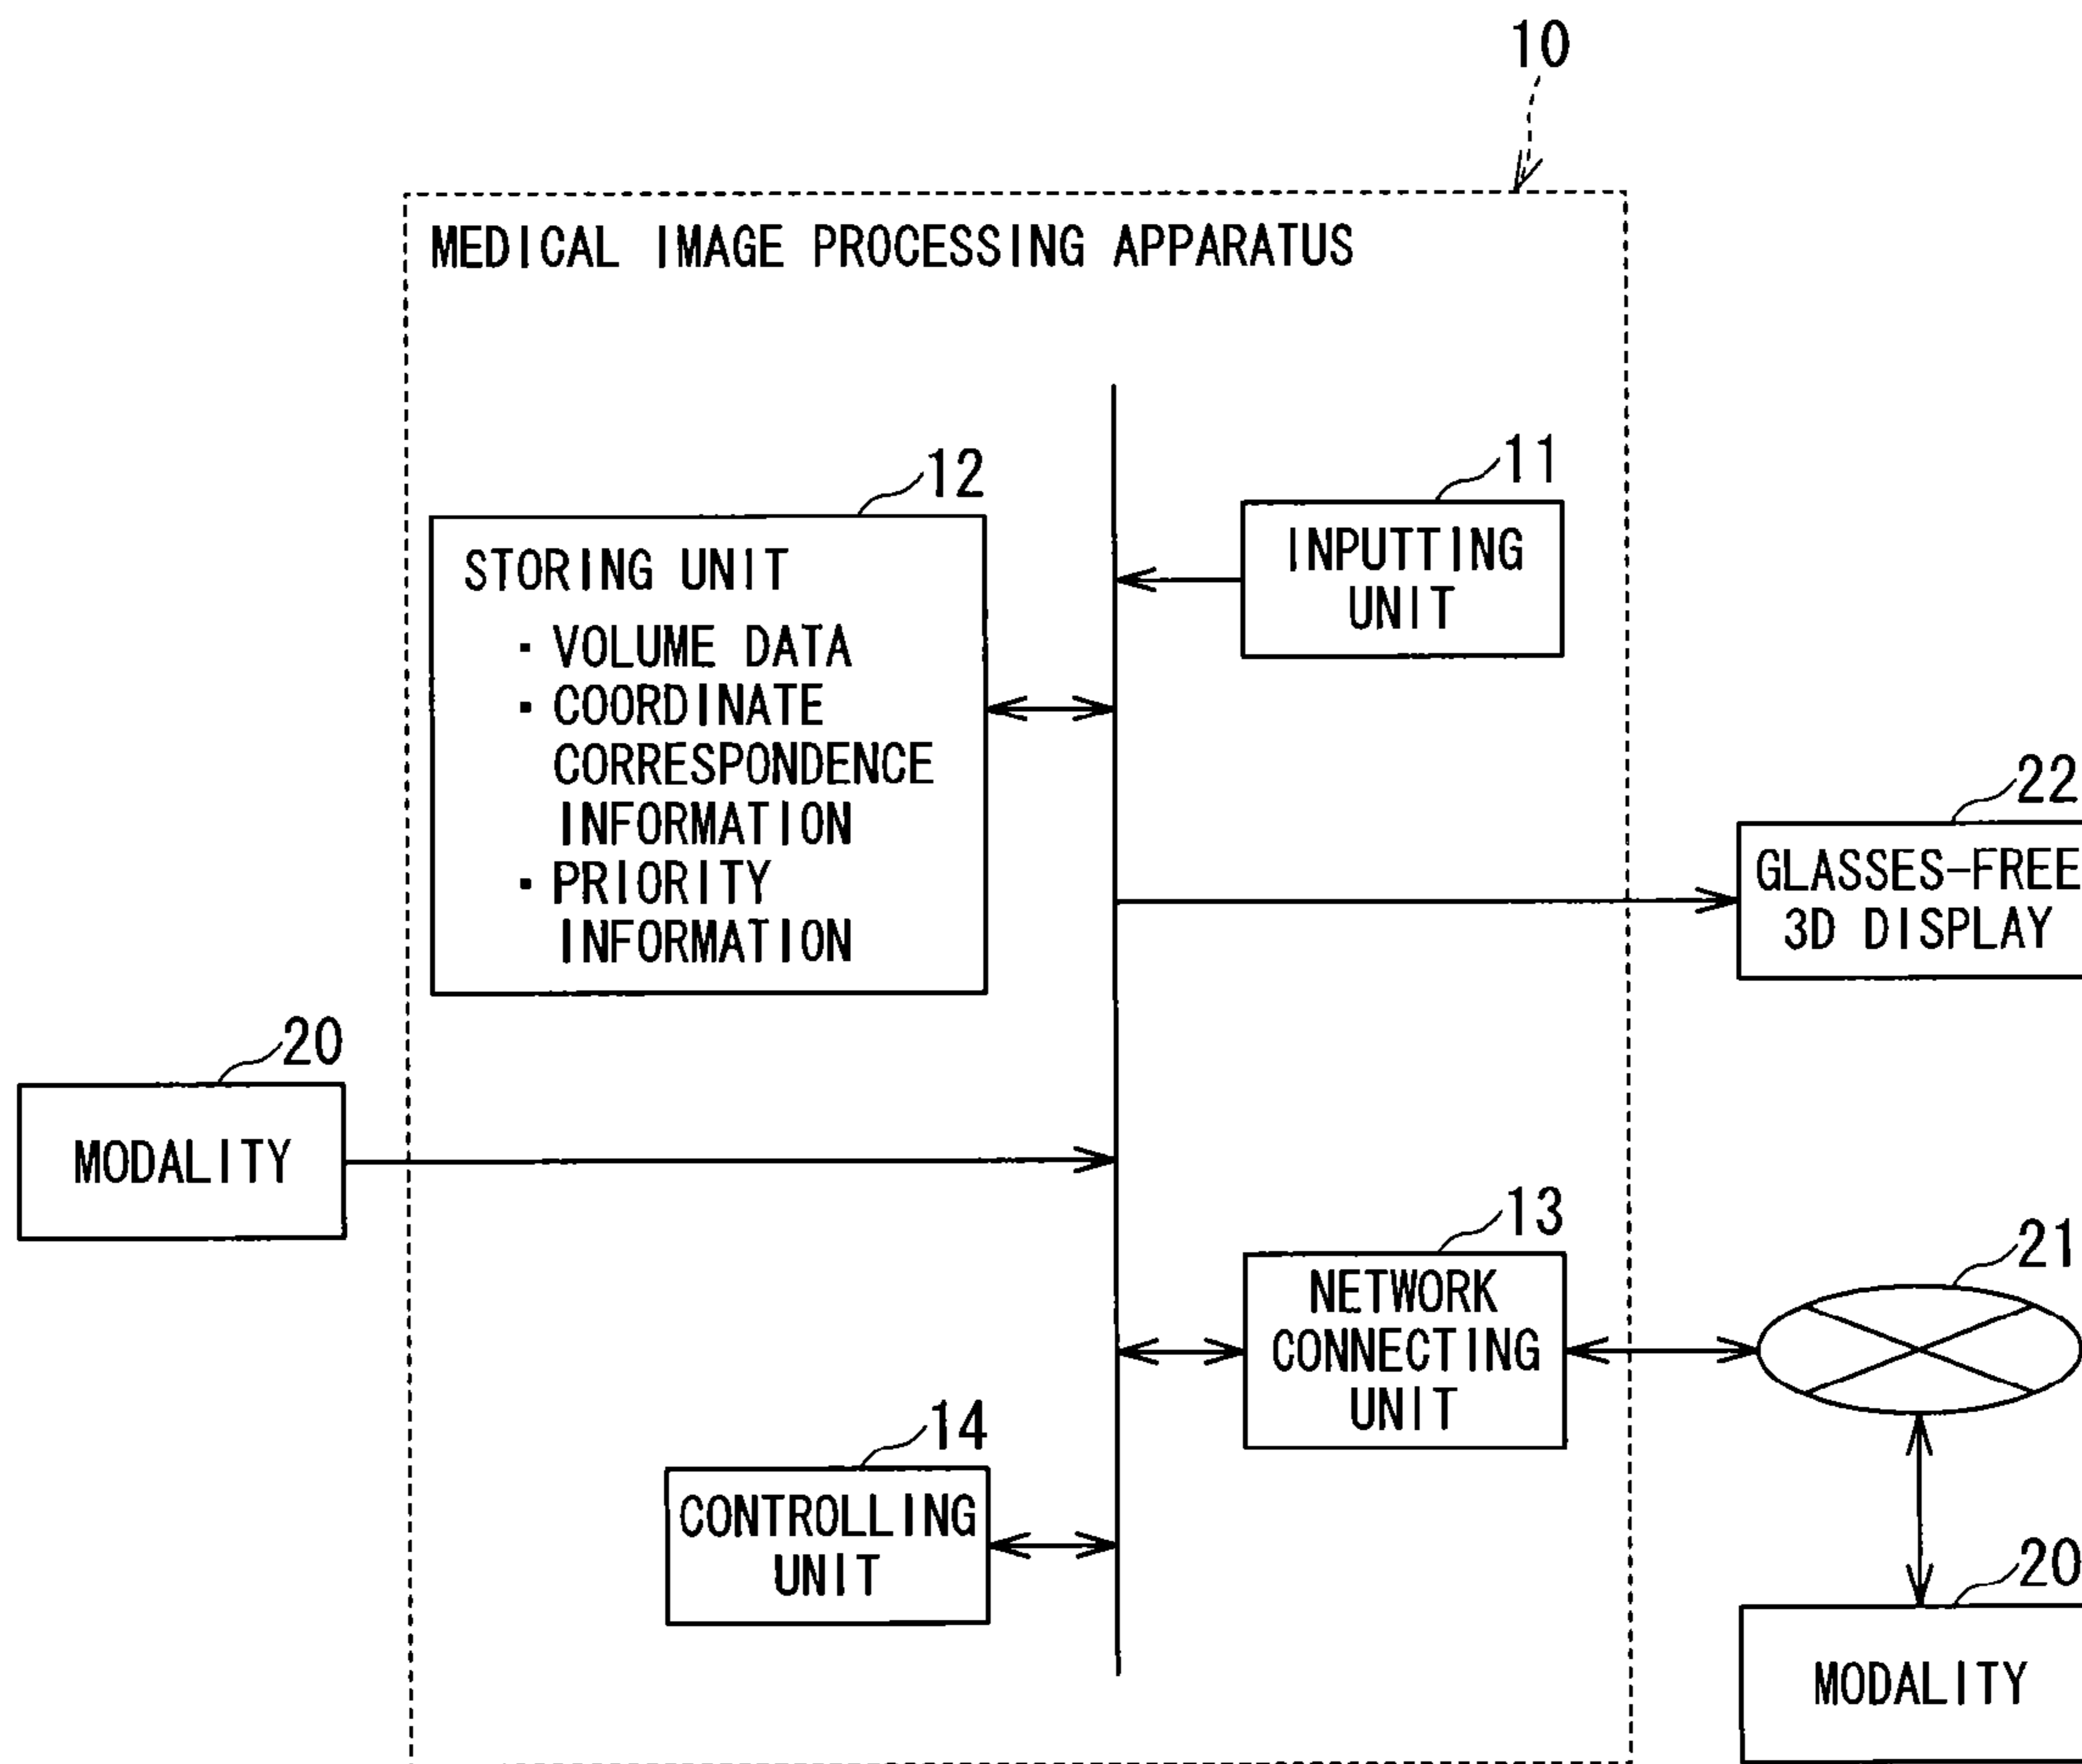 10
MEDICAL IMAGE PROCESSING APPARATUS
12
STORING UNIT
・VOLUME DATA
・COORDINATE
CORRESPONDENCE
INFORMATION
・PRIORITY
INFORMATION
11
INPUTTING
UNIT
22
GLASSES-FREE
3D DISPLAY
20
MODALITY
13
NETWORK
CONNECTING
UNIT
21
14
CONTROLLING
UNIT
20
MODALITY